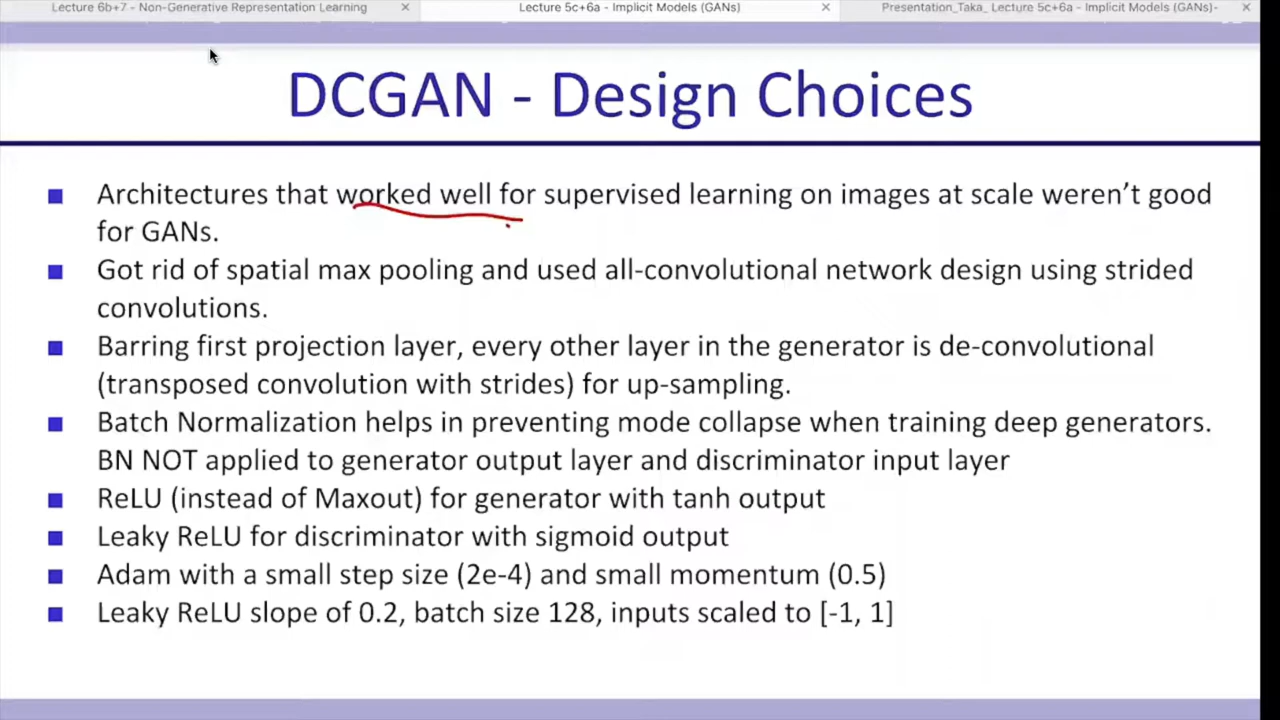 Lecture 6b+7 - Non-Generative Representation Learning
Lecture 5c+6a - Implicit Models (GANs)
Presentation_Taka_ Lecture 5c+6a - Implicit Models (GANs)-
DCGAN - Design Choices
Architectures that worked well for supervised learning on images at scale weren’t good
for GANs.
Got rid of spatial max pooling and used all-convolutional network design using strided
convolutions.
Barring first projection layer, every other layer in the generator is de-convolutional
(transposed convolution with strides) for up-sampling.
Batch Normalization helps in preventing mode collapse when training deep generators.
BN NOT applied to generator output layer and discriminator input layer
ReLU (instead of Maxout) for generator with tanh output
Leaky ReLU for discriminator with sigmoid output
Adam with a small step size (2e-4) and small momentum (0.5)
Leaky ReLU slope of 0.2, batch size 128, inputs scaled to [-1, 1]